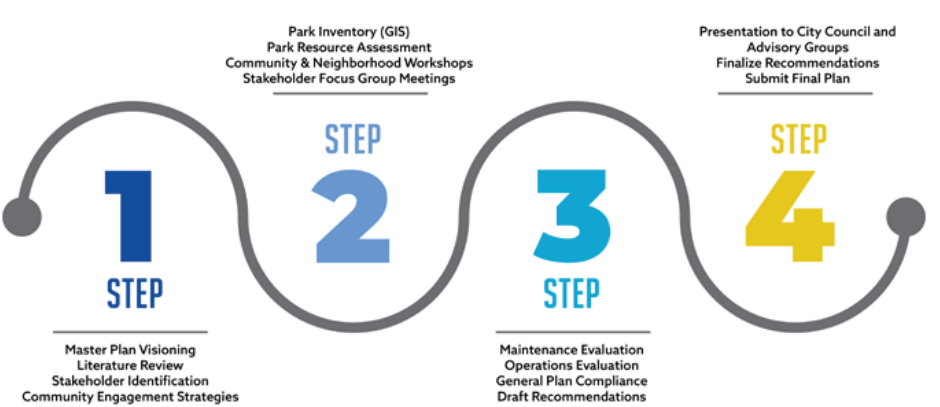 1
STEP
Master Plan Visioning
Literature Review
Stakeholder Identification
Community Engagement Strategies
Park Inventory (GIS)
Park Resource Assessment
Community & Neighborhood Workshops
Stakeholder Focus Group Meetings
STEP
2
3
STEP
Maintenance Evaluation
Operations Evaluation
General Plan Compliance
Draft Recommendations
Presentation to City Council and
Advisory Groups
Finalize Recommendations
Submit Final Plan
STEP
4